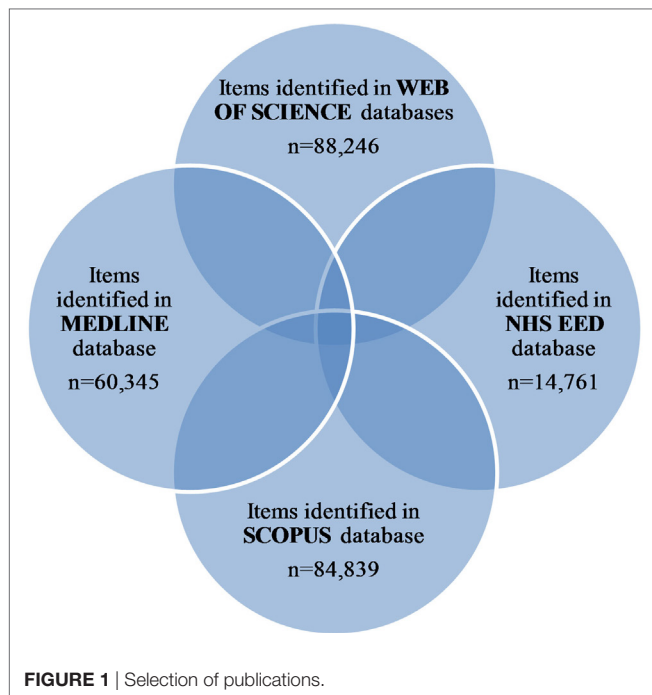 Items identified in WEB
OF SCIENCE databases
n=88,246
Items
identified in
MEDLINE
database
n=60,345
Items
identified in
NHS EED
database
n=14,761
Items identified in
SCOPUS database
n=84,839
FIGURE 1 | Selection of publications.